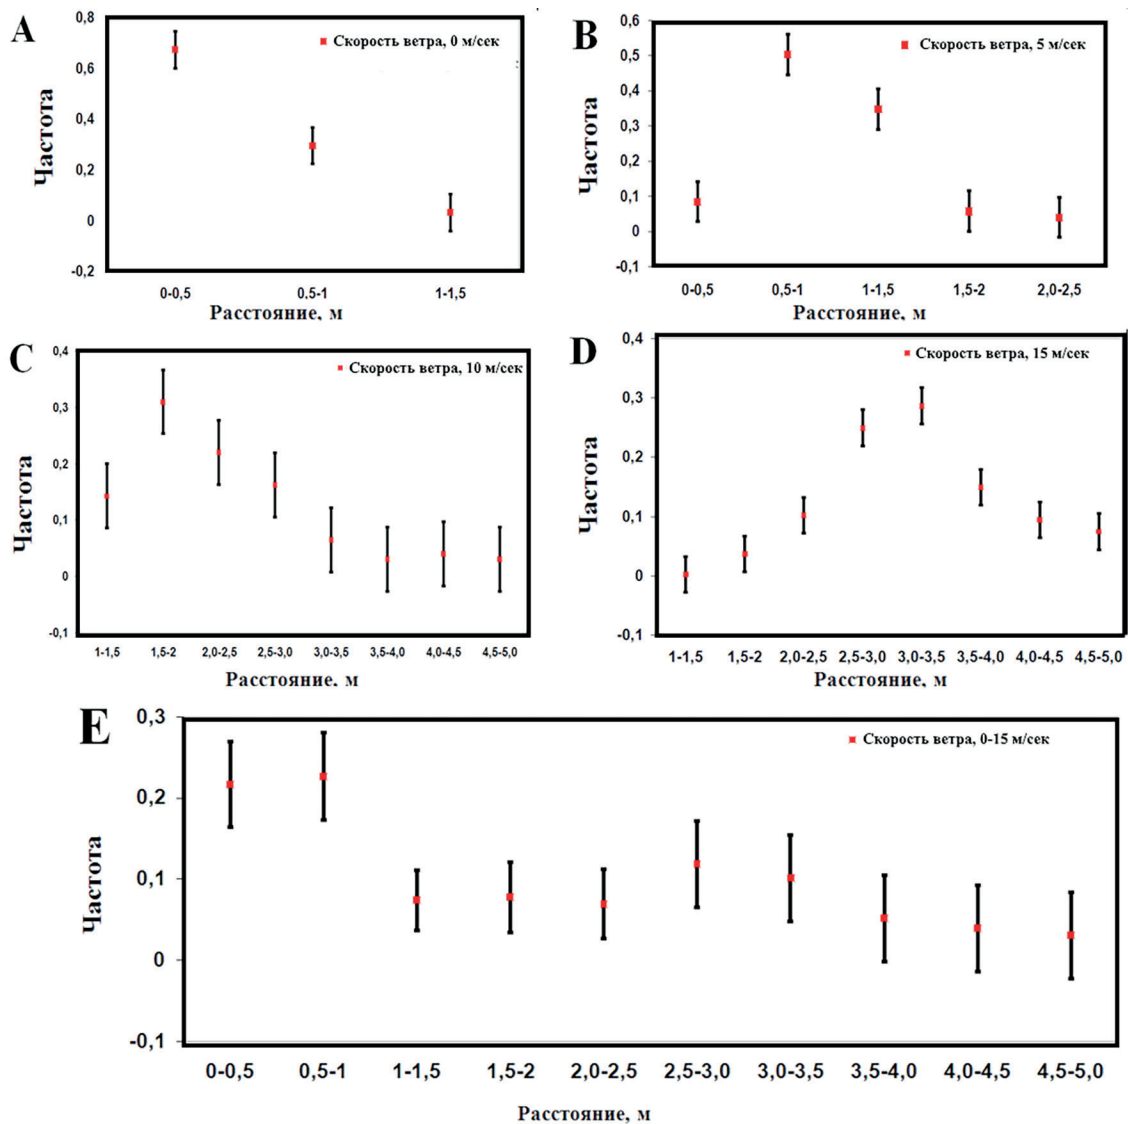 A
0,8
0,6
0,4
0,2
0
-0,2
Частота
Скорость ветра, 0 м/сек
0-0,5 0,5-1 1-1,5
Расстояние, м
B
0,6
0,5
0,4
0,3
0,2
0,1
0
-0,1
Частота
Скорость ветра, 5 м/сек
0-0,5 0,5-1 1-1,5 1,5-2 2,0-2,5
Расстояние, м
C
0,4
0,3
0,2
0,1
0
-0,1
Частота
Скорость ветра, 10 м/сек
1-1,5 1,5-2 2,0-2,5 2,5-3,0 3,0-3,5 3,5-4,0 4,0-4,5 4,5-5,0
Расстояние, м
D
0,4
0,3
0,2
0,1
0
-0,1
Частота
Скорость ветра, 15 м/сек
1-1,5 1,5-2 2,0-2,5 2,5-3,0 3,0-3,5 3,5-4,0 4,0-4,5 4,5-5,0
Расстояние, м
E
0,3
0,2
0,1
0
-0,1
Частота
Скорость ветра, 0-15 м/сек
0-0,5 0,5-1 1-1,5 1,5-2 2,0-2,5 2,5-3,0 3,0-3,5 3,5-4,0 4,0-4,5 4,5-5,0
Расстояние, м